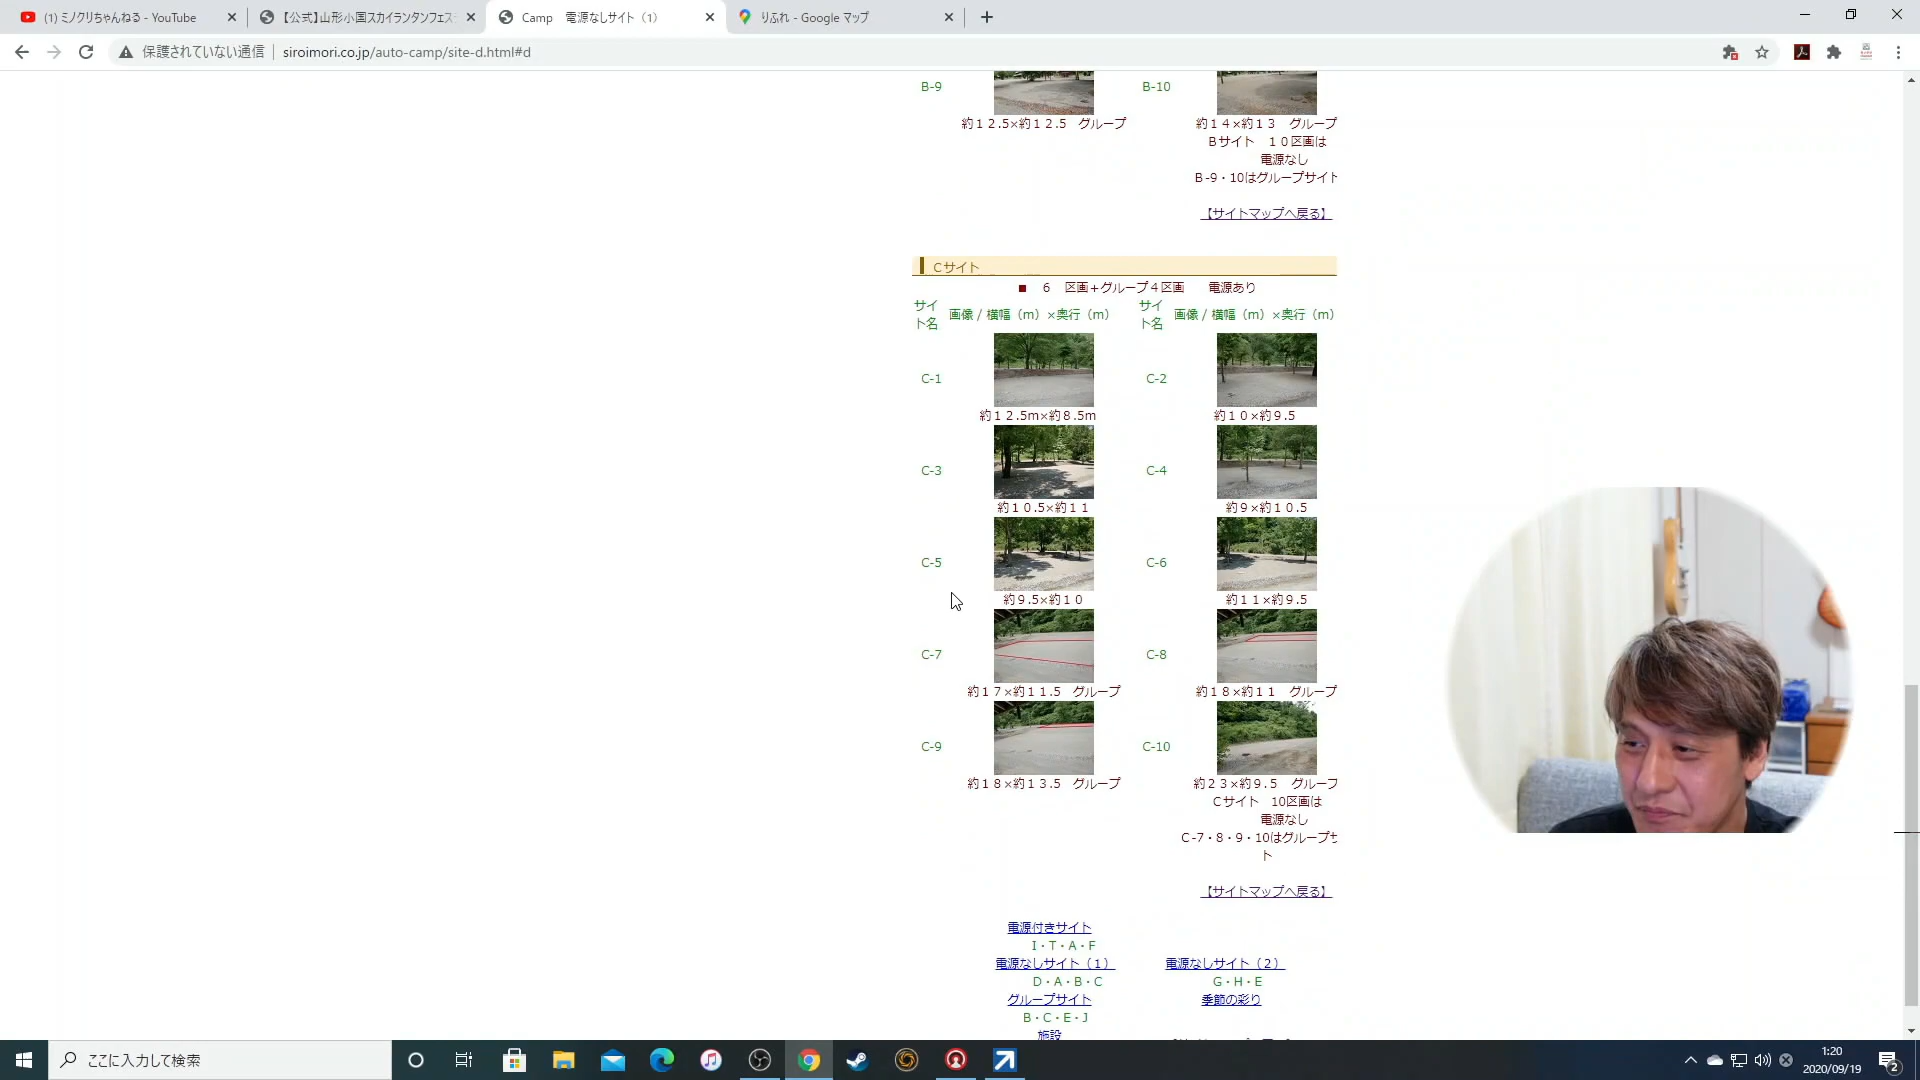 (1) ミノクリちゃんねる - YouTube
【公式】山形小国スカイランタンフェス
Camp　電源なしサイト（1）
りふれ - Google マップ
保護されていない通信 siroimori.co.jp/auto-camp/site-d.html#d
B-9
B-10
約１２.5×約１２.5　グループ
約１４×約１３　グループ
Bサイト　１０区画は
電源なし
B-9・10はグループサイト
【サイトマップへ戻る】
Cサイト
■　６　区画＋グループ４区画　　電源あり
サイト名 画像 / 横幅（m）×奥行（m） サイト名 画像 / 横幅（m）×奥行（m）
C-1
C-2
約１２.5m×約８.5m
約１０×約９.5
C-3
C-4
約１０.5×約１１
約９×約１０.5
C-5
C-6
約９.5×約１０
約１１×約９.5
C-7
C-8
約１７×約１１.5　グループ
約１８×約１１　グループ
C-9
C-10
約１８×約１３.5　グループ
約２３×約９.5　グループ
Cサイト　10区画は
電源なし
C-7・8・9・10はグループサ
ト
【サイトマップへ戻る】
電源付きサイト
I・T・A・F
電源なしサイト（１）
電源なしサイト（２）
D・A・B・C
G・H・E
グループサイト
季節の彩り
B・C・E・J
施設
ここに入力して検索
1:20
2020/09/19
2